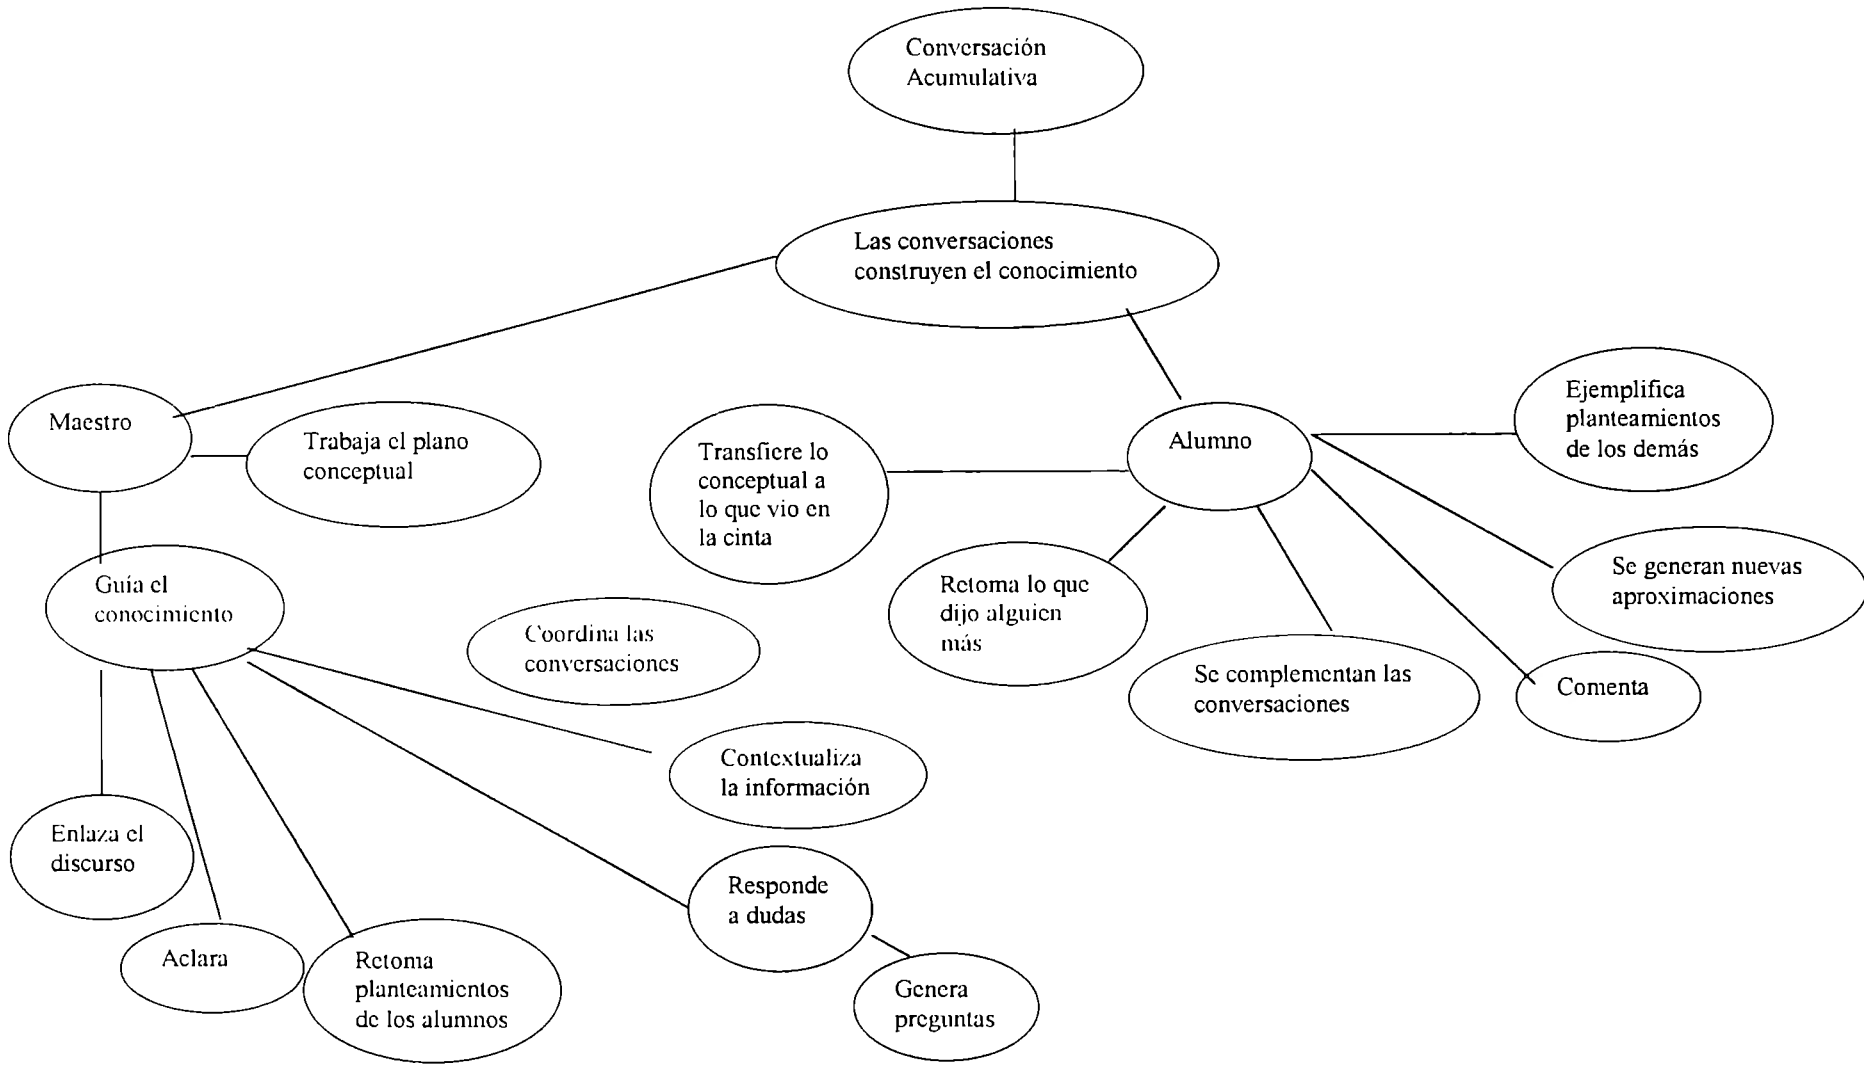 Conversación
Acumulativa
Las conversaciones
construyen el conocimiento
Maestro
Trabaja el plano
conceptual
Transfiere lo
conceptual a
lo que vio en
la cinta
Alumno
Ejemplifica
planteamientos
de los demás
Guía el
conocimiento
Coordina las
conversaciones
Retoma lo que
dijo alguien
más
Se complementan las
conversaciones
Se generan nuevas
aproximaciones
Comenta
Contextualiza
la información
Enlaza el
discurso
Responde
a dudas
Aclara
Retoma
planteamientos
de los alumnos
Genera
preguntas